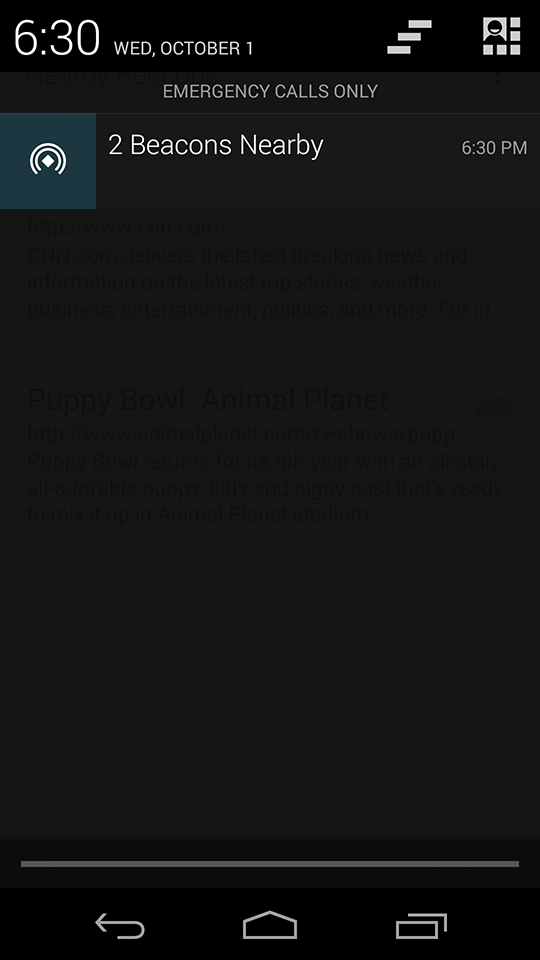 6:30 WED, OCTOBER 1
Nearby Beacons
EMERGENCY CALLS ONLY
2 Beacons Nearby 6:30 PM
http://www.cnn.com/
CNN.com delivers the latest breaking news and
information on the latest top stories, weather,
business, entertainment, politics, and more. For in...
Puppy Bowl: Animal Planet
http://www.animalplanet.com/tv-shows/pupp...
Puppy Bowl returns for its 8th year with an all-star,
all-adorable puppy, kitty and piggy cast that's ready
to mix it up in Animal Planet stadium.